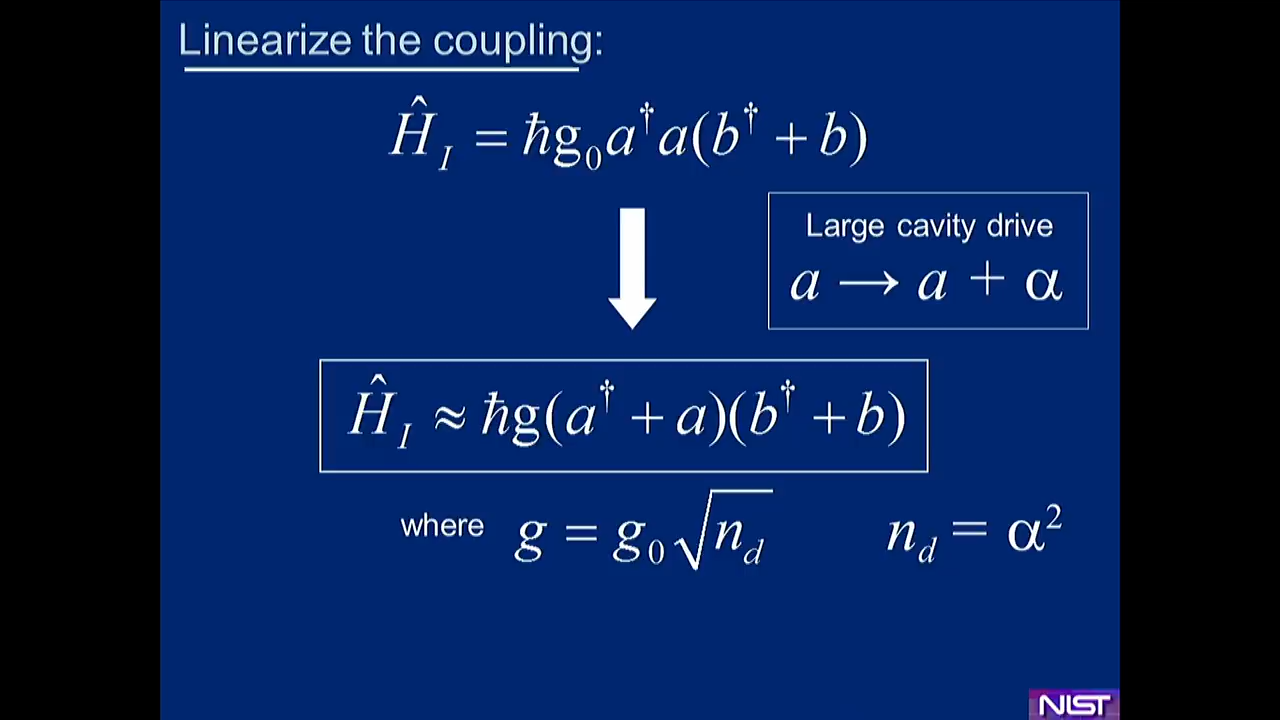 Linearize the coupling:
Ĥ_I = ħg₀a†a(b† + b)
Large cavity drive
a → a + α
Ĥ_I ≈ ħg(a† + a)(b† + b)
where g = g₀√n_d n_d = α²
NIST